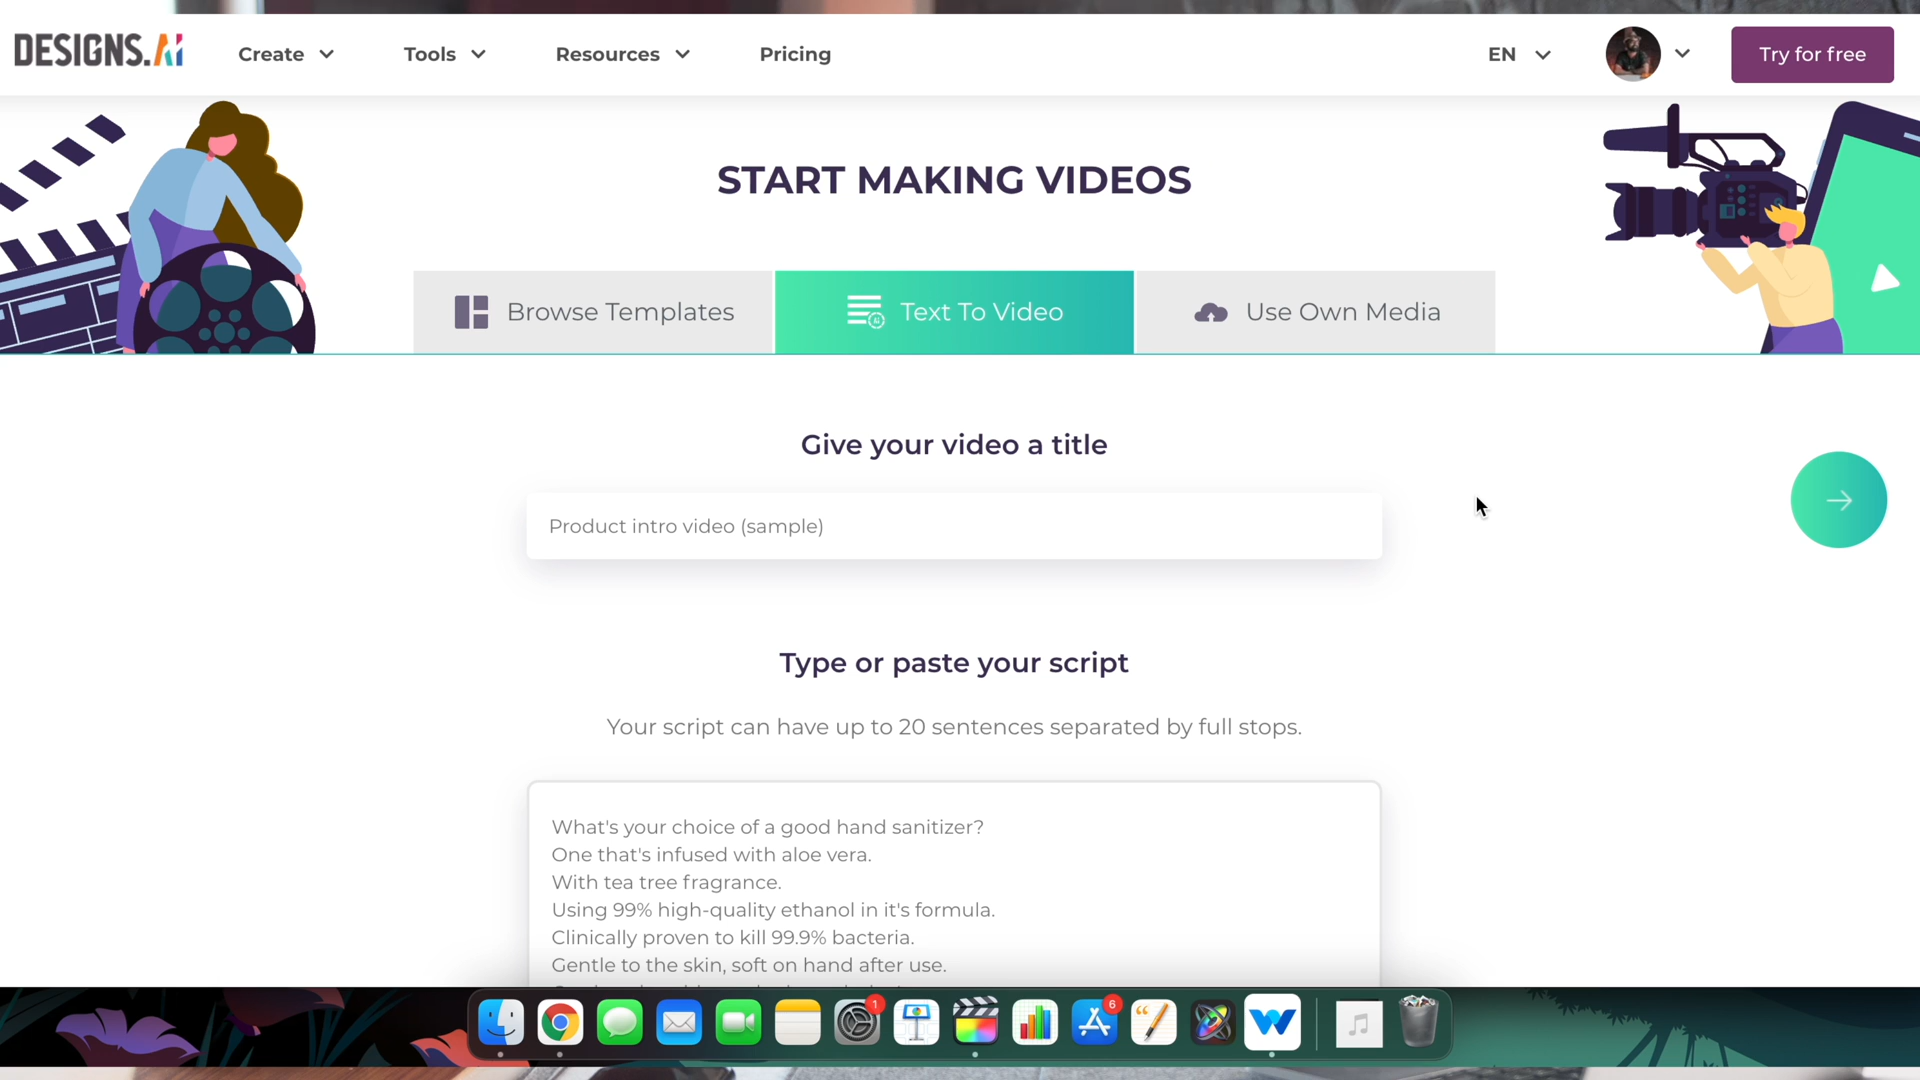 DESIGNS.AI
Create
Tools
Resources
Pricing
EN
Try for free
START MAKING VIDEOS
Browse Templates
Text To Video
Use Own Media
Give your video a title
Product intro video (sample)
Type or paste your script
Your script can have up to 20 sentences separated by full stops.
What's your choice of a good hand sanitizer?
One that's infused with aloe vera.
With tea tree fragrance.
Using 99% high-quality ethanol in it's formula.
Clinically proven to kill 99.9% bacteria.
Gentle to the skin, soft on hand after use.
1
6